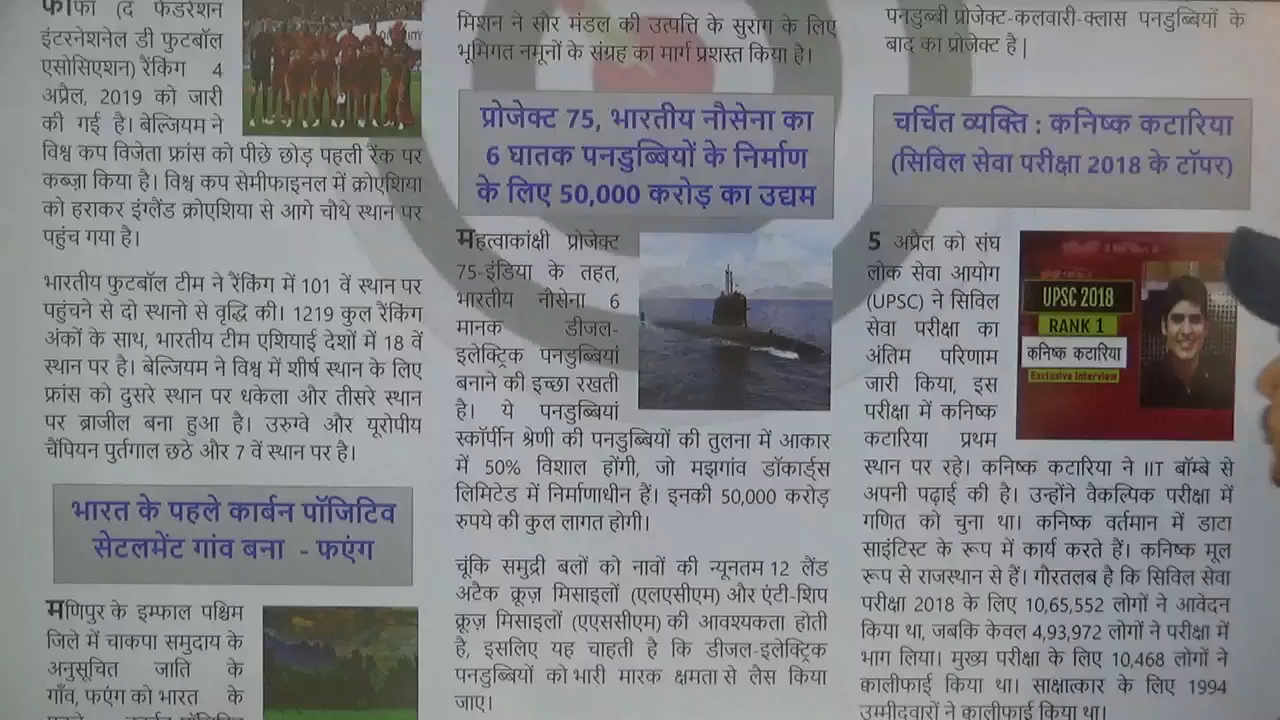 फीफा (द फेडरेशन
इंटरनेशनेल डी फुटबॉल
एसोसिएशन) रैंकिंग 4
अप्रैल, 2019 को जारी
की गई है। बेल्जियम ने
विश्व कप विजेता फ्रांस को पीछे छोड़ पहली रैंक पर
कब्ज़ा किया है। विश्व कप सेमीफाइनल में क्रोएशिया
को हराकर इंग्लैंड क्रोएशिया से आगे चौथे स्थान पर
पहुंच गया है।
भारतीय फुटबॉल टीम ने रैंकिंग में 101 वें स्थान पर
पहुंचने से दो स्थानो से वृद्धि की। 1219 कुल रैंकिंग
अंकों के साथ, भारतीय टीम एशियाई देशों में 18 वें
स्थान पर है। बेल्जियम ने विश्व में शीर्ष स्थान के लिए
फ्रांस को दुसरे स्थान पर धकेला और तीसरे स्थान
पर ब्राजील बना हुआ है। उरुग्वे और यूरोपीय
चैंपियन पुर्तगाल छठे और 7 वें स्थान पर है।
भारत के पहले कार्बन पॉजिटिव
सेटलमेंट गांव बना - फएंग
मणिपुर के इम्फाल पश्चिम
जिले में चाकपा समुदाय के
अनुसूचित जाति के
गाँव, फएंग को भारत के
मिशन ने सौर मंडल की उत्पति के सुराग के लिए
भूमिगत नमूनों के संग्रह का मार्ग प्रशस्त किया है।
प्रोजेक्ट 75, भारतीय नौसेना का
6 घातक पनडुब्बियों के निर्माण
के लिए 50,000 करोड़ का उद्यम
महत्वाकांक्षी प्रोजेक्ट
75-इंडिया के तहत,
भारतीय नौसेना 6
मानक डीजल-
इलेक्ट्रिक पनडुब्बियां
बनाने की इच्छा रखती
है। ये पनडुब्बियां
स्कॉर्पीन श्रेणी की पनडुब्बियों की तुलना में आकार
में 50% विशाल होंगी, जो मझगांव डॉकार्ड्स
लिमिटेड में निर्माणाधीन हैं। इनकी 50,000 करोड़
रुपये की कुल लागत होगी।
चूंकि समुद्री बलों को नावों की न्यूनतम 12 लैंड
अटैक क्रूज़ मिसाइलों (एलएसीएम) और एंटी-शिप
क्रूज़ मिसाइलों (एएससीएम) की आवश्यकता होती
है, इसलिए यह चाहती है कि डीजल-इलेक्ट्रिक
पनडुब्बियों को भारी मारक क्षमता से लैस किया
जाए।
पनडुब्बी प्रोजेक्ट-कलवारी-क्लास पनडुब्बियों के
बाद का प्रोजेक्ट है |
चर्चित व्यक्ति : कनिष्क कटारिया
(सिविल सेवा परीक्षा 2018 के टॉपर)
5 अप्रैल को संघ
लोक सेवा आयोग
(UPSC) ने सिविल
सेवा परीक्षा का
अंतिम परिणाम
जारी किया, इस
परीक्षा में कनिष्क
कटारिया प्रथम
UPSC 2018
RANK 1
कनिष्क कटारिया
Exclusive Interview
स्थान पर रहे। कनिष्क कटारिया ने IIT बॉम्बे से
अपनी पढ़ाई की है। उन्होंने वैकल्पिक परीक्षा में
गणित को चुना था। कनिष्क वर्तमान में डाटा
साइंटिस्ट के रूप में कार्य करते हैं। कनिष्क मूल
रूप से राजस्थान से हैं। गौरतलब है कि सिविल सेवा
परीक्षा 2018 के लिए 10,65,552 लोगों ने आवेदन
किया था, जबकि केवल 4,93,972 लोगों ने परीक्षा में
भाग लिया। मुख्य परीक्षा के लिए 10,468 लोगों ने
क़ालीफाई किया था। साक्षात्कार के लिए 1994
उम्मीदवारों ने क़ालीफाई किया था।